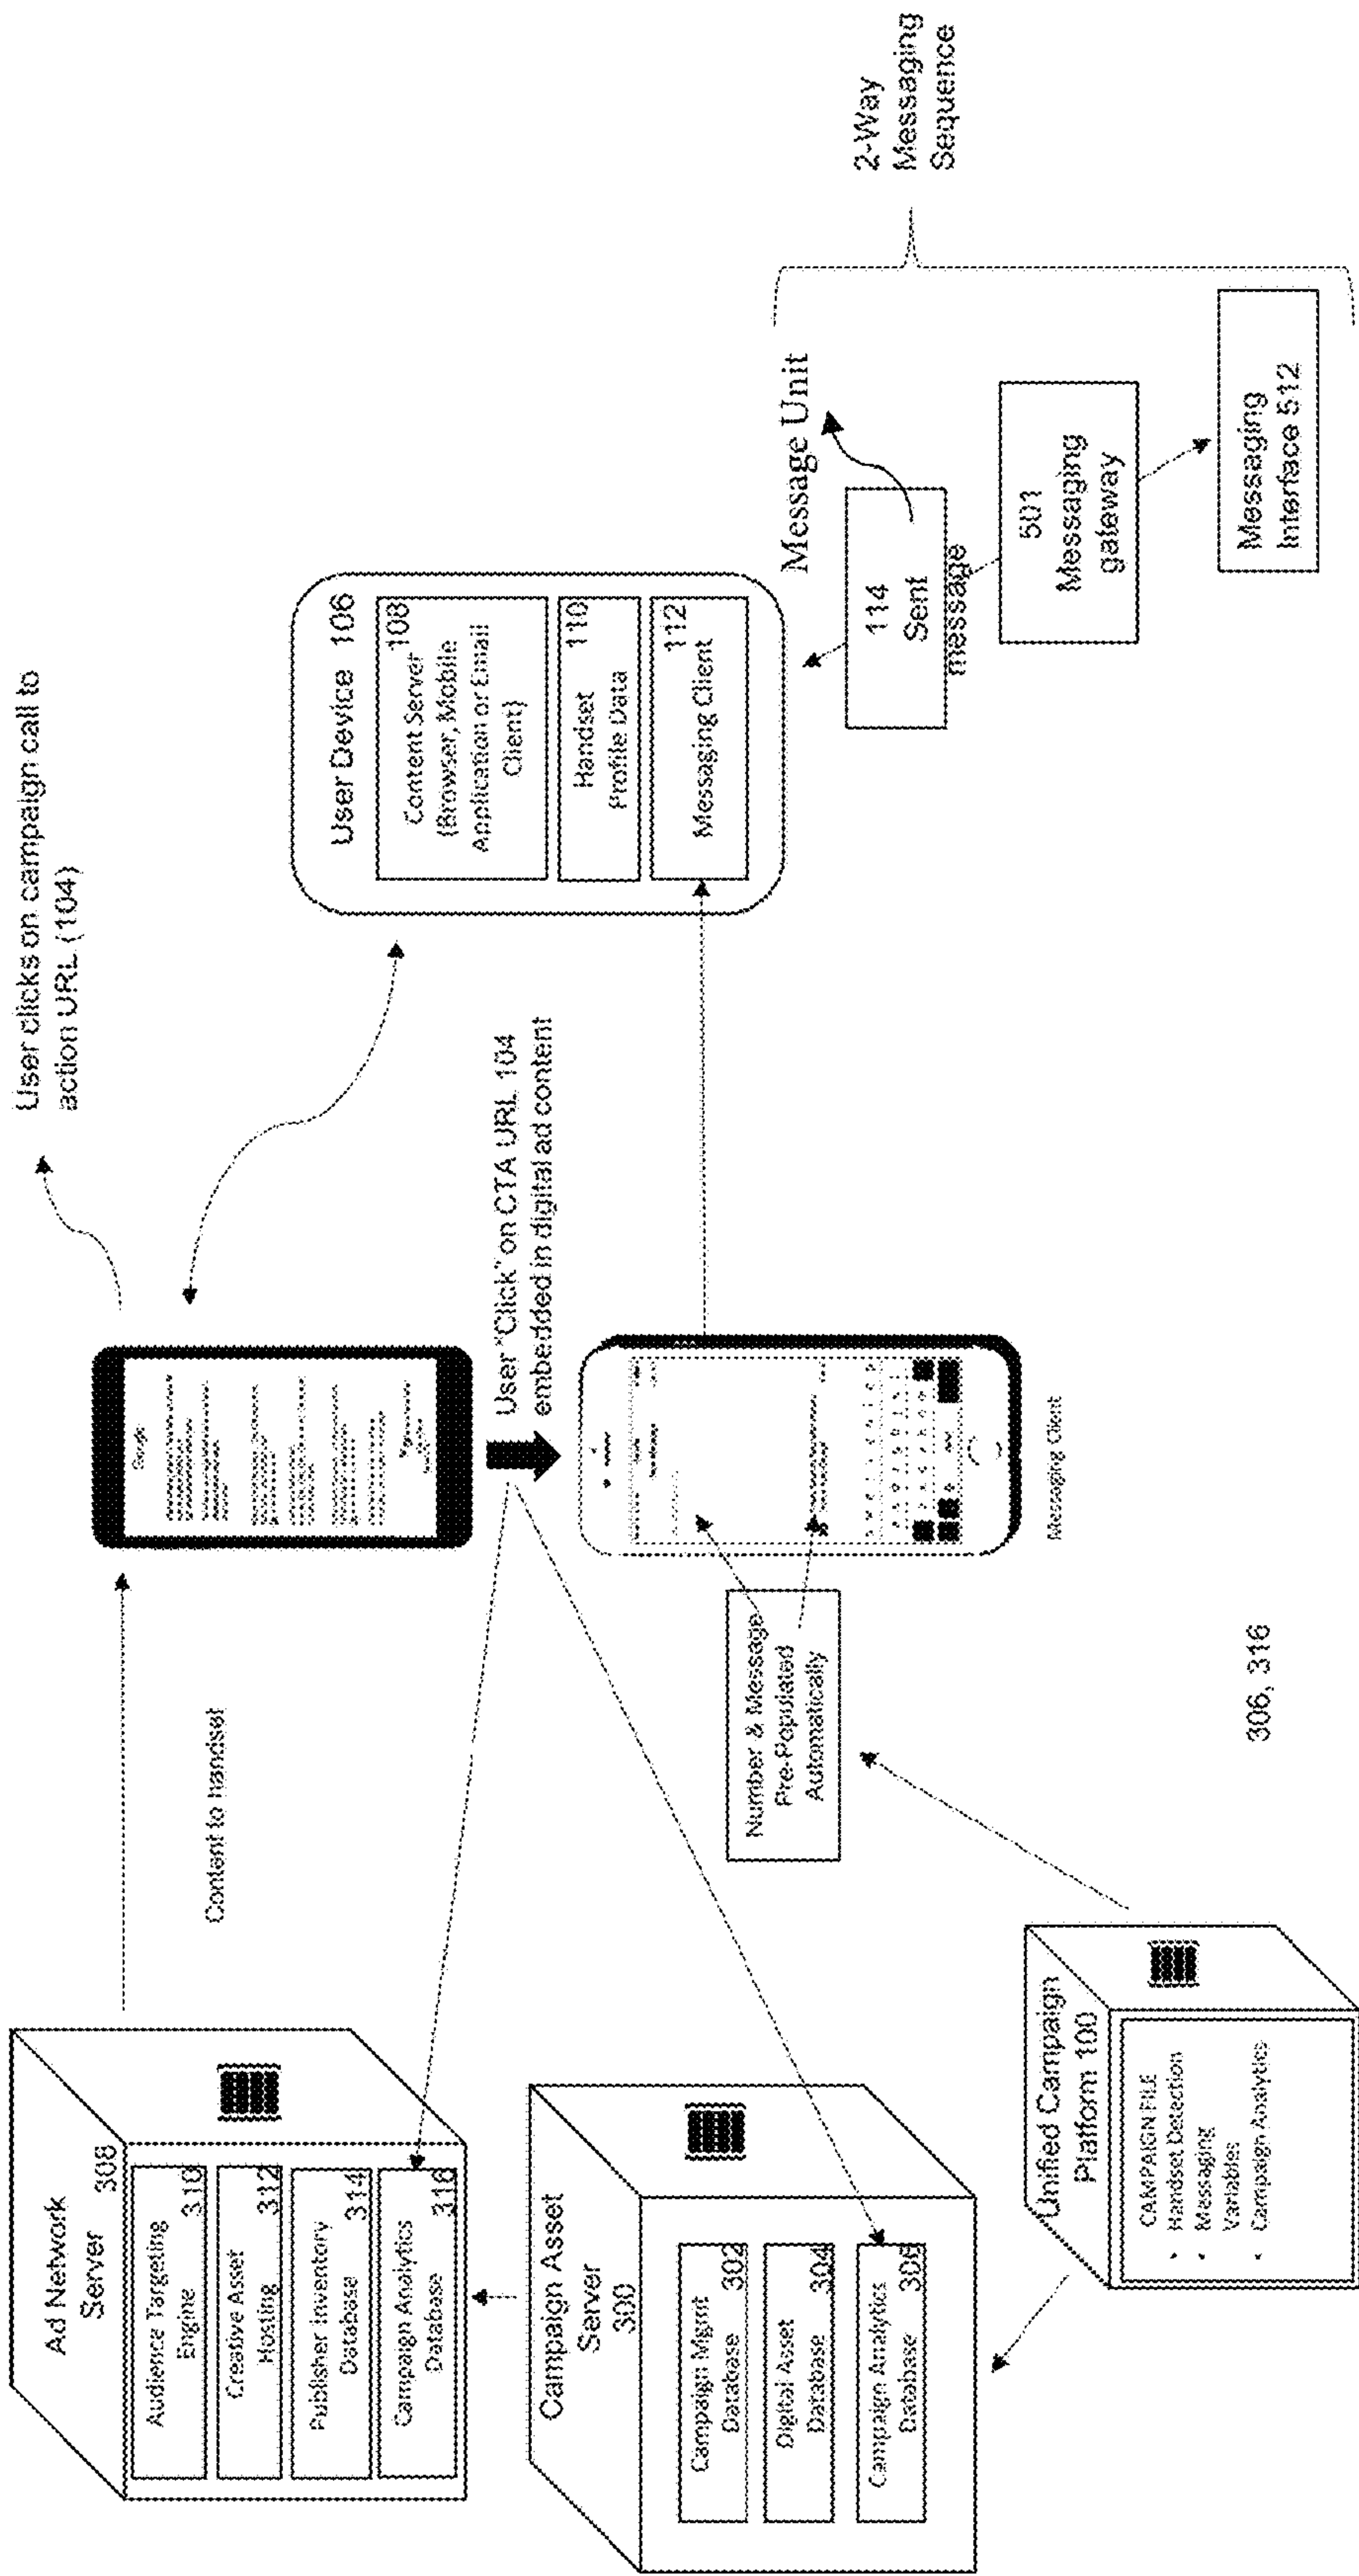 Ad Network
Server
308
Audience Targeting
Engine
310
Creative Asset
Hosting
312
Publisher Inventory
Database
314
Campaign Analytics
Database
316
Campaign Asset
Server
300
Campaign Mgmt
Database
302
Digital Asset
Database
304
Campaign Analytics
Database
306
Unified Campaign
Platform 100
CAMPAIGN FILE
Handset Detection
Messaging
Variables
Campaign Analytics
Content to handset
Google
User clicks on campaign call to
action URL (104)
User "Click" on CTA URL 104
embedded in digital ad content
Number & Message
Pre-Populated
Automatically
Messaging Client
306, 316
User Device 106
108
Content Server
(Browser, Mobile
Application or Email
Client)
110
Handset
Profile Data
112
Messaging Client
Message Unit
114
Sent
message
501
Messaging
gateway
Messaging
Interface 512
2-Way
Messaging
Sequence